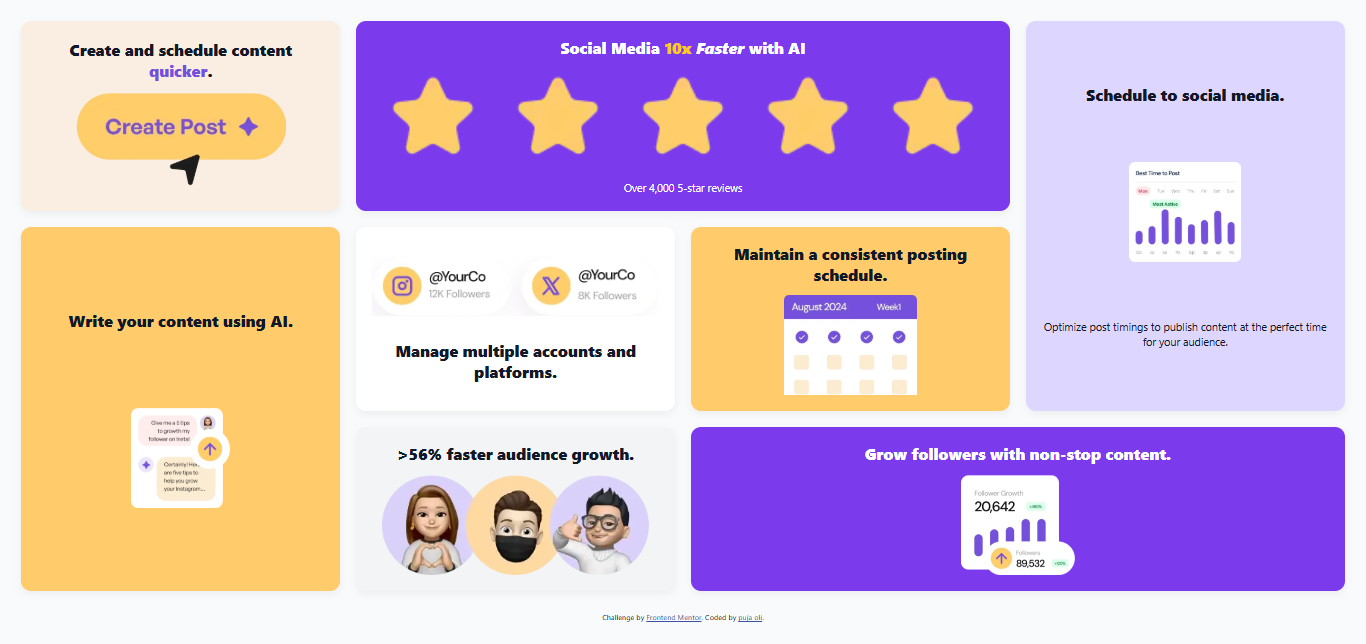 Create and schedule content
quicker.
Create Post
Social Media 10x Faster with AI
Over 4,000 5-star reviews
Schedule to social media.
Best Time to Post
Mon Tue Wed Thu Fri Sat Sun
Most Active
Optimize post timings to publish content at the perfect time
for your audience.
Write your content using AI.
Give me a 5 tips
to growth my
follower on Insta!
Certainly! Here
are five tips to
help you grow
your Instagram...
@YourCo
12K Followers
@YourCo
8K Followers
Manage multiple accounts and
platforms.
Maintain a consistent posting
schedule.
August 2024 Week1
>56% faster audience growth.
Grow followers with non-stop content.
Follower Growth
20,642
Followers
89,532
Challenge by Frontend Mentor. Coded by puja oli.